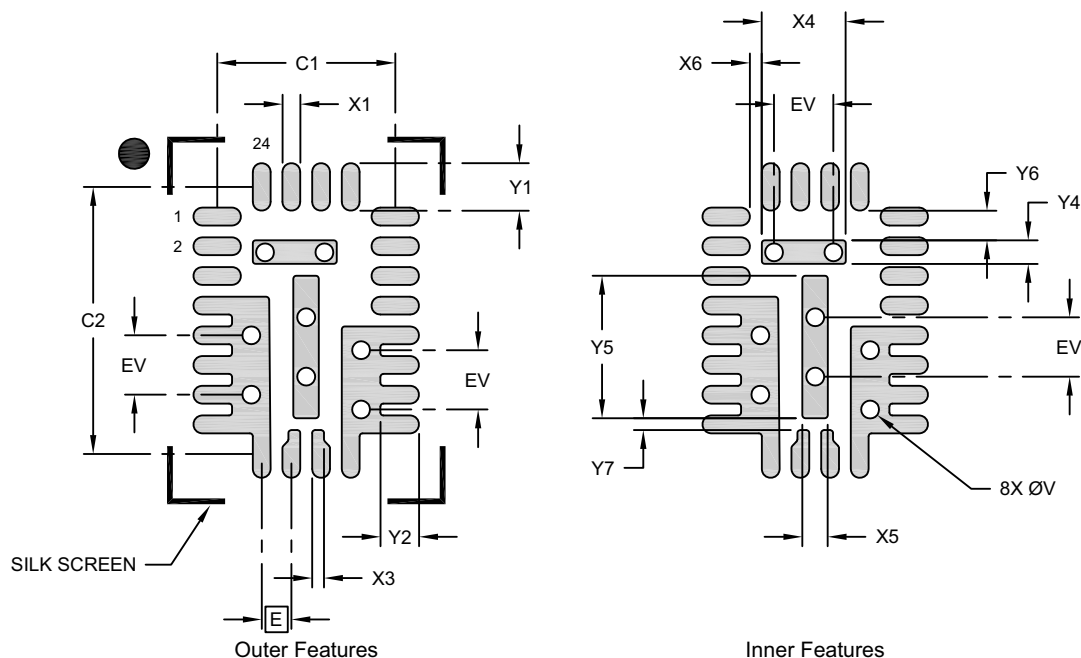 X4
C1
X6
X1
EV
24
Y1
Y6
Y4
1
2
C2
EV
EV
Y5
EV
Y7
8X ØV
Y2
X5
SILK SCREEN
X3
E
Outer Features
Inner Features